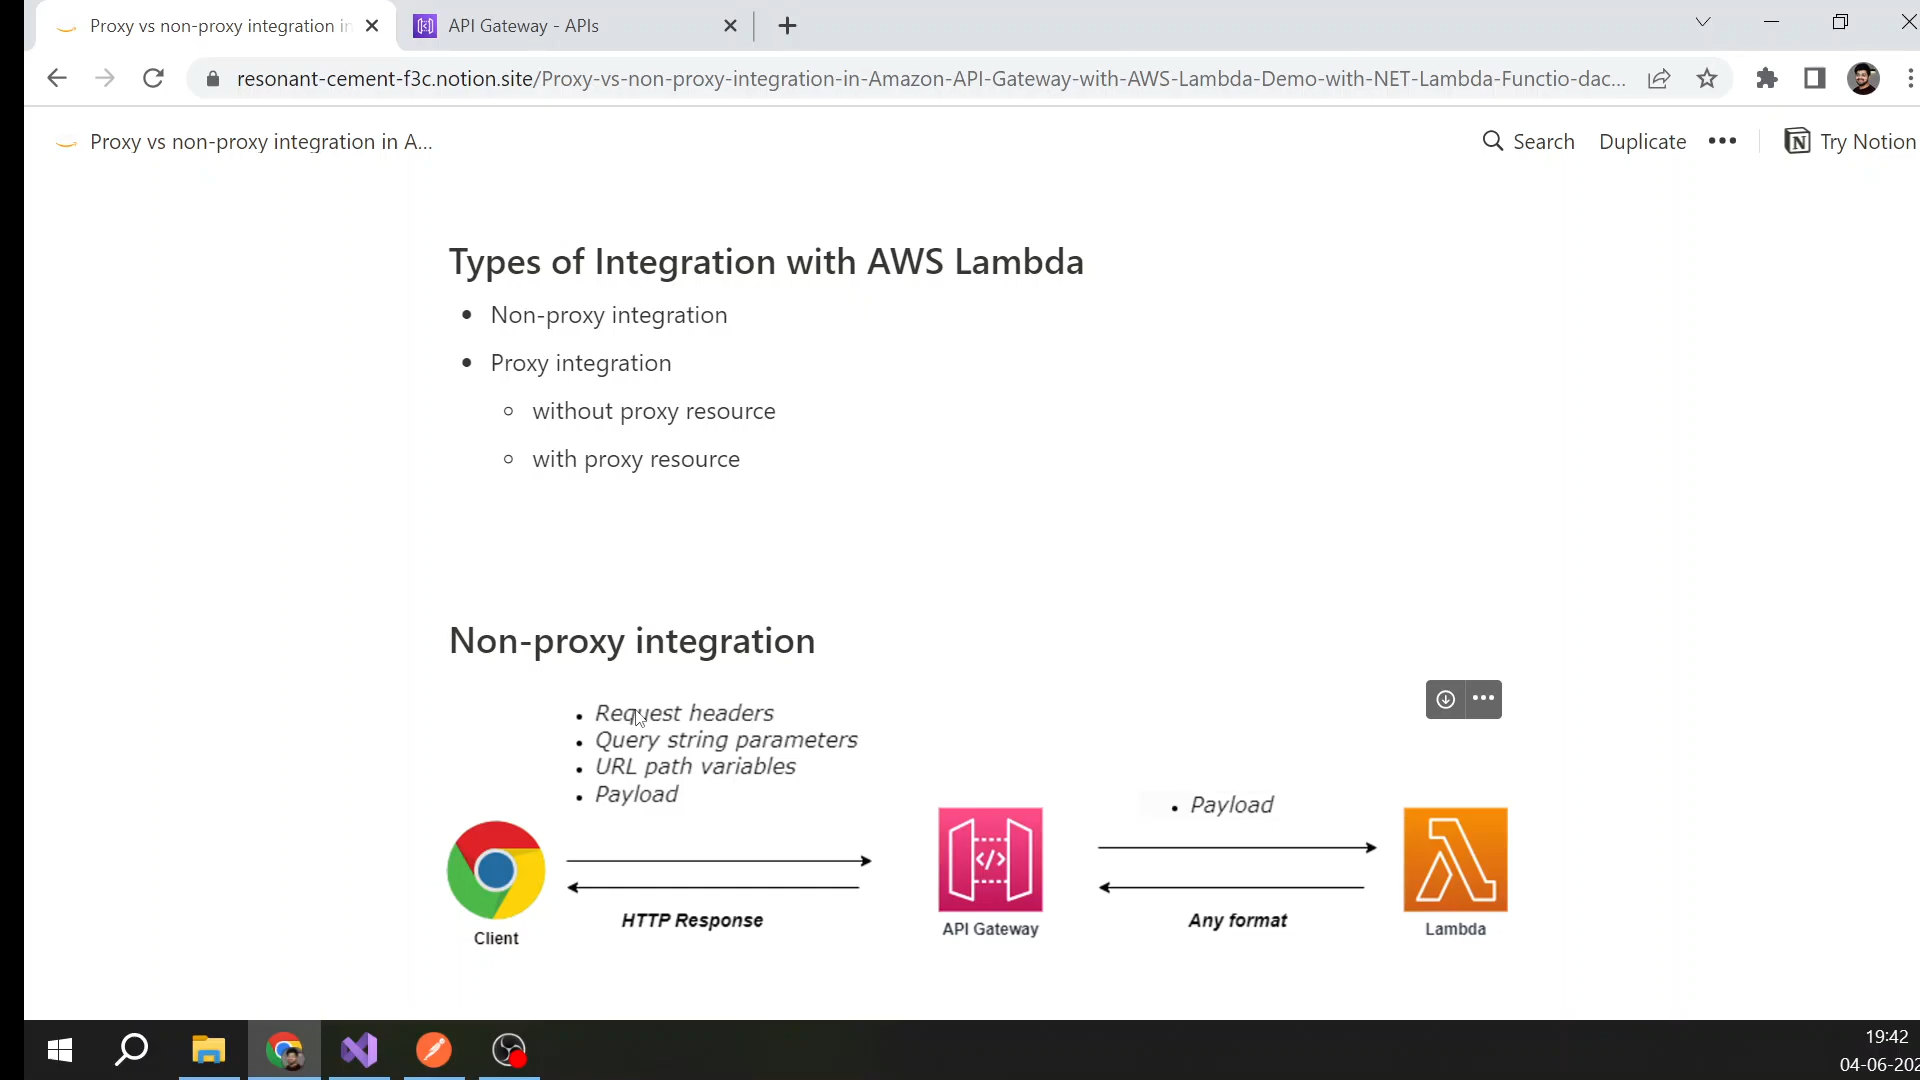 Proxy vs non-proxy integration in
API Gateway - APIs
resonant-cement-f3c.notion.site/Proxy-vs-non-proxy-integration-in-Amazon-API-Gateway-with-AWS-Lambda-Demo-with-NET-Lambda-Functio-dac...
Proxy vs non-proxy integration in A...
Search Duplicate ••• Try Notion
Types of Integration with AWS Lambda
• Non-proxy integration
• Proxy integration
◦ without proxy resource
◦ with proxy resource
Non-proxy integration
• Request headers
• Query string parameters
• URL path variables
• Payload
• Payload
HTTP Response
Any format
Client
API Gateway
Lambda
19:42
04-06-202